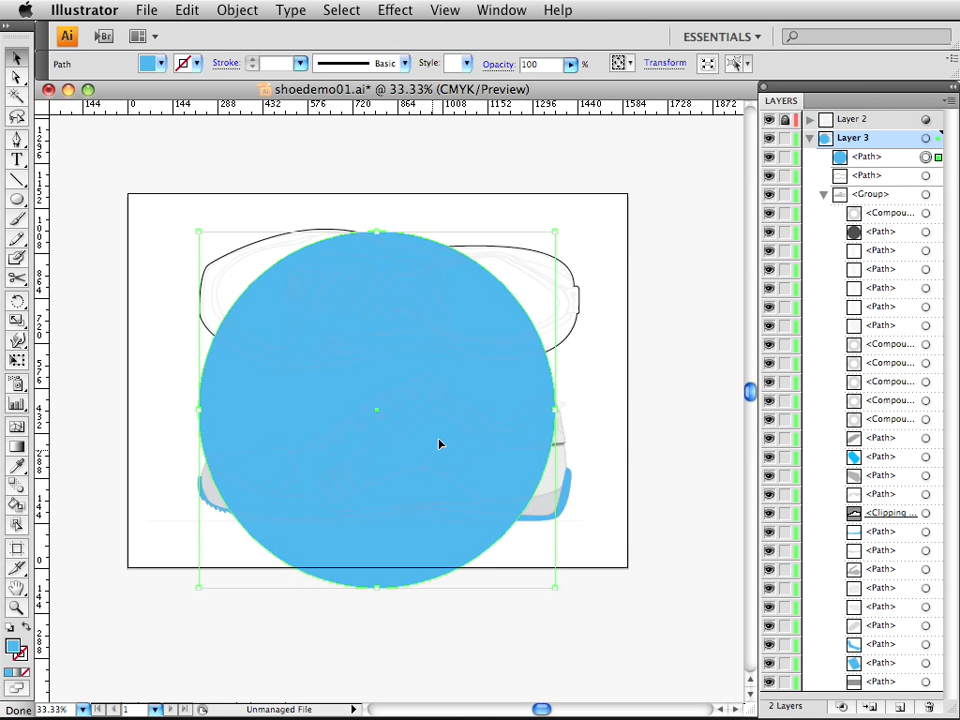 Illustrator File Edit Object Type Select Effect View Window Help
Ai Br ESSENTIALS
Path Stroke: Basic Style: Opacity: 100 % Transform
shoedemo01.ai* @ 33.33% (CMYK/Preview)
144 0 144 288 432 576 720 864 1008 1152 1296 1440 1584 1728 1872
LAYERS
Layer 2
Layer 3
<Path>
<Path>
<Group>
<Compou...
<Path>
<Path>
<Path>
<Path>
<Path>
<Path>
<Compou...
<Compou...
<Compou...
<Compou...
<Compou...
<Path>
<Path>
<Path>
<Path>
<Clipping ...
<Path>
<Path>
<Path>
<Path>
<Path>
<Path>
<Path>
<Path>
<Path>
2 Layers
Done 33.33% 1 Unmanaged File